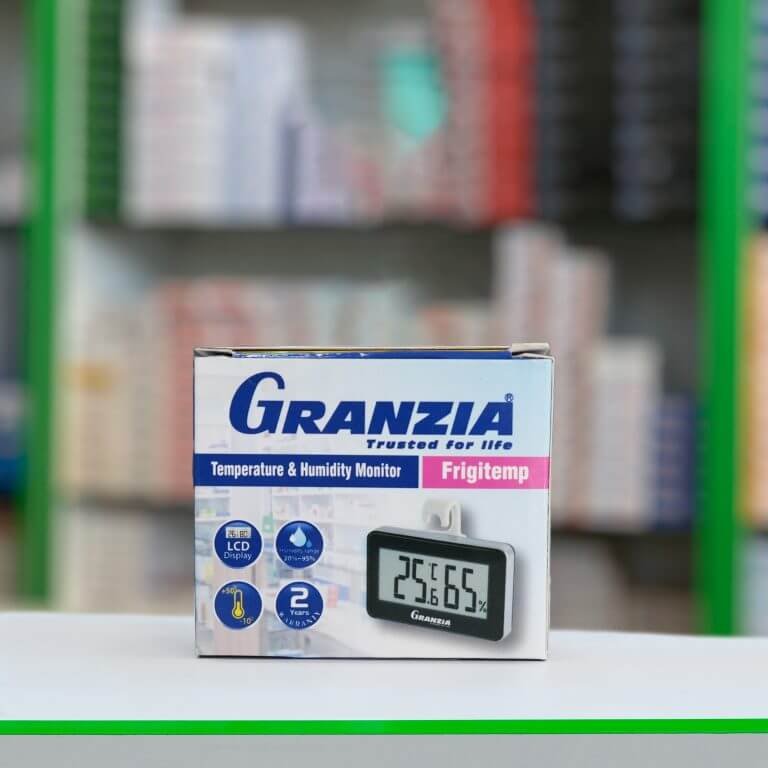 GRANZIA®
Trusted for life
Temperature & Humidity Monitor
Frigitemp
LCD
Display
Humidity range
20%~95%
+50°
-10°
2
Years
WARRANTY
25.6°C 65%
GRANZIA